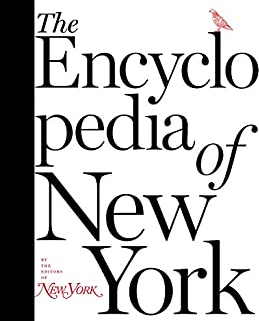 The
Encyclo
pedia
of
New
York
BY
THE
EDITORS
OF
NEW YORK